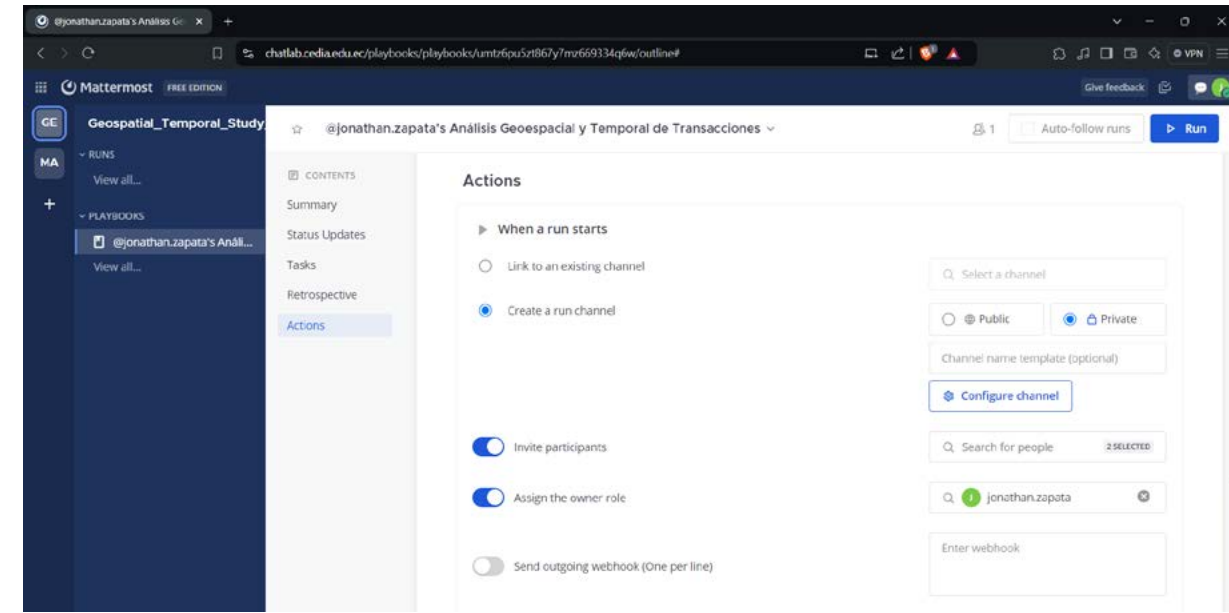 @jonathan.zapata's Análisis Ge
chatlab.cedia.edu.ec/playbooks/playbooks/umtz6pu5zt867y7mz669334q6w/outline#
VPN
Mattermost FREE EDITION
Give feedback
GE
Geospatial_Temporal_Study
@jonathan.zapata's Análisis Geoespacial y Temporal de Transacciones
1
Auto-follow runs
Run
MA
RUNS
View all...
PLAYBOOKS
@jonathan.zapata's Análi...
View all...
CONTENTS
Summary
Status Updates
Tasks
Retrospective
Actions
Actions
When a run starts
Link to an existing channel
Select a channel
Create a run channel
Public
Private
Channel name template (optional)
Configure channel
Invite participants
Search for people
2 SELECTED
Assign the owner role
J jonathan.zapata
Send outgoing webhook (One per line)
Enter webhook